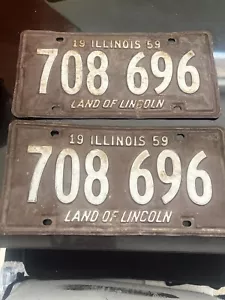 19 ILLINOIS 59
708 696
LAND OF LINCOLN
19 ILLINOIS 59
708 696
LAND OF LINCOLN